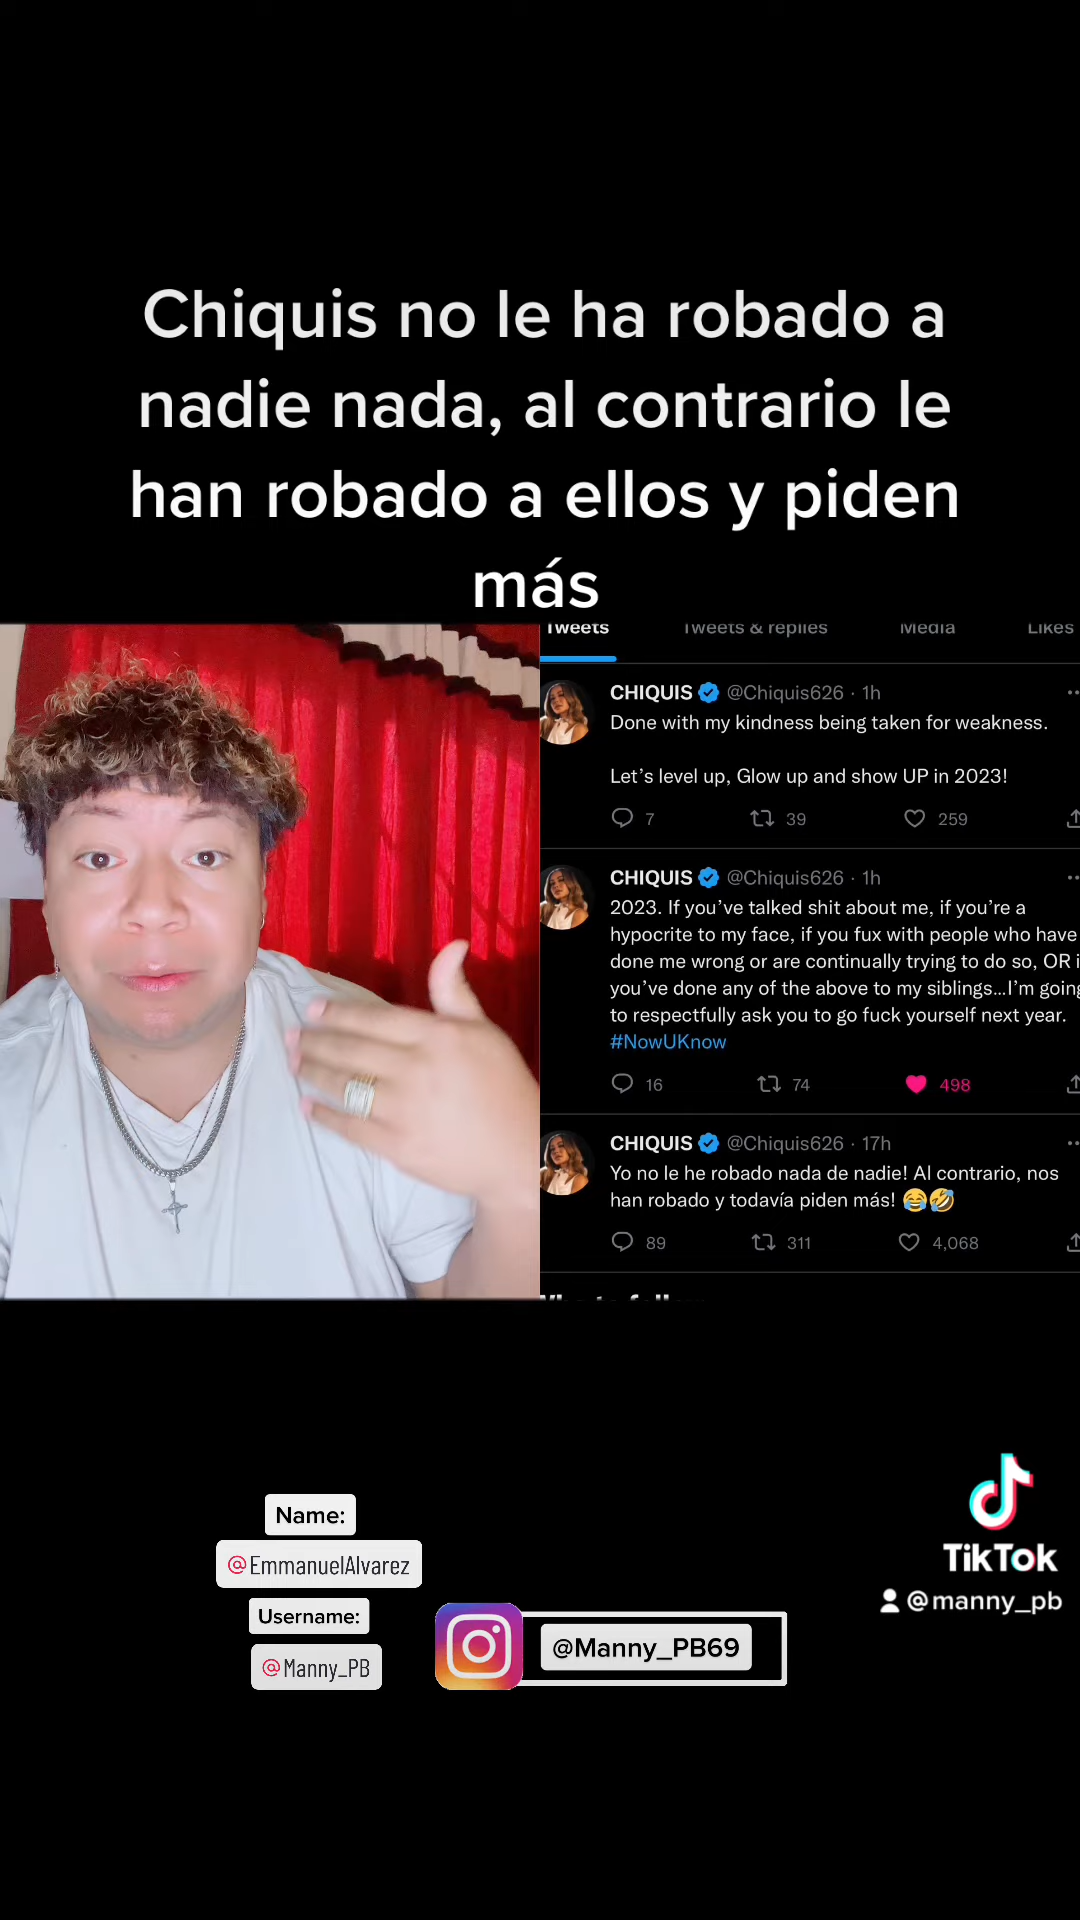 Chiquis no le ha robado a
nadie nada, al contrario le
han robado a ellos y piden
más
Tweets Tweets & replies Media Likes
CHIQUIS @Chiquis626 · 1h
Done with my kindness being taken for weakness.
Let's level up, Glow up and show UP in 2023!
7 39 259
CHIQUIS @Chiquis626 · 1h
2023. If you've talked shit about me, if you're a
hypocrite to my face, if you fux with people who have
done me wrong or are continually trying to do so, OR
you've done any of the above to my siblings...I'm going
to respectfully ask you to go fuck yourself next year.
#NowUKnow
16 74 498
CHIQUIS @Chiquis626 · 17h
Yo no le he robado nada de nadie! Al contrario, nos
han robado y todavía piden más! 😂🤣
89 311 4,068
Name:
@EmmanuelAlvarez
Username:
@Manny_PB
@Manny_PB69
TikTok
@manny_pb